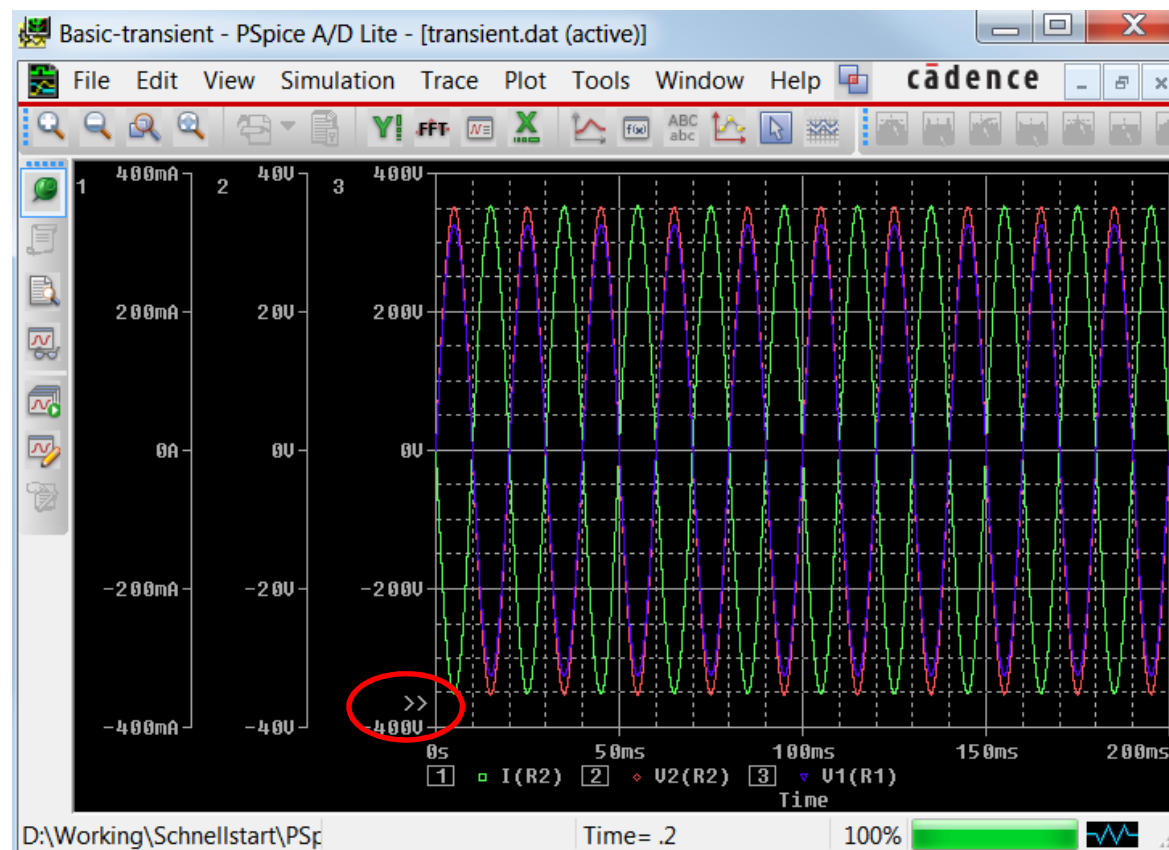 Basic-transient - PSpice A/D Lite - [transient.dat (active)]
File Edit View Simulation Trace Plot Tools Window Help cādence
FFT ABC
abc
1 400mA 2 40V 3 400V
200mA 20V 200V
0A 0V 0V
-200mA -20V -200V
>>
-400mA -40V -400V
0s 50ms 100ms 150ms 200ms
1 I(R2) 2 V2(R2) 3 V1(R1)
Time
D:\Working\Schnellstart\PSp Time= .2 100%